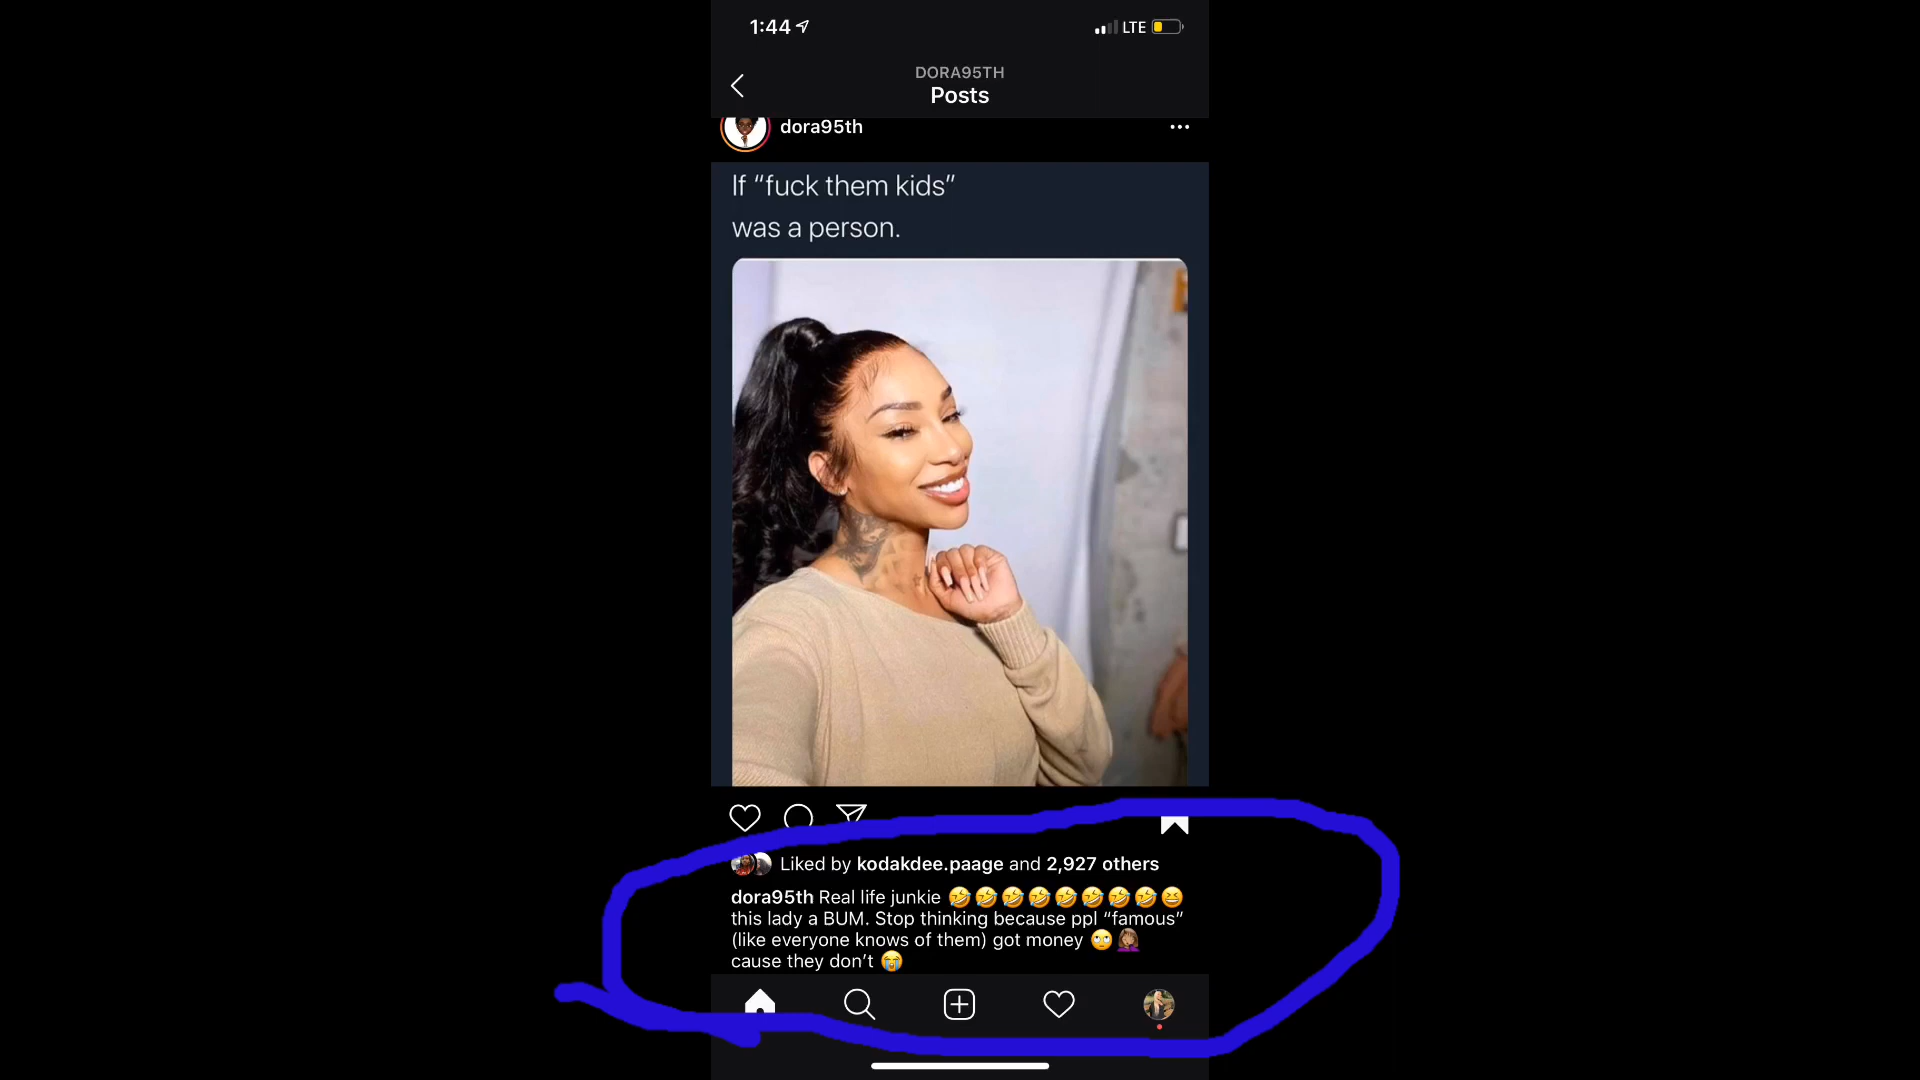 1:44
LTE
DORA95TH
Posts
dora95th
If “fuck them kids”
was a person.
Liked by kodakdee.paage and 2,927 others
dora95th Real life junkie 🤣🤣🤣🤣🤣🤣🤣🤣😆
this lady a BUM. Stop thinking because ppl “famous”
(like everyone knows of them) got money 🙄🤦🏽‍♀️
cause they don’t 😭